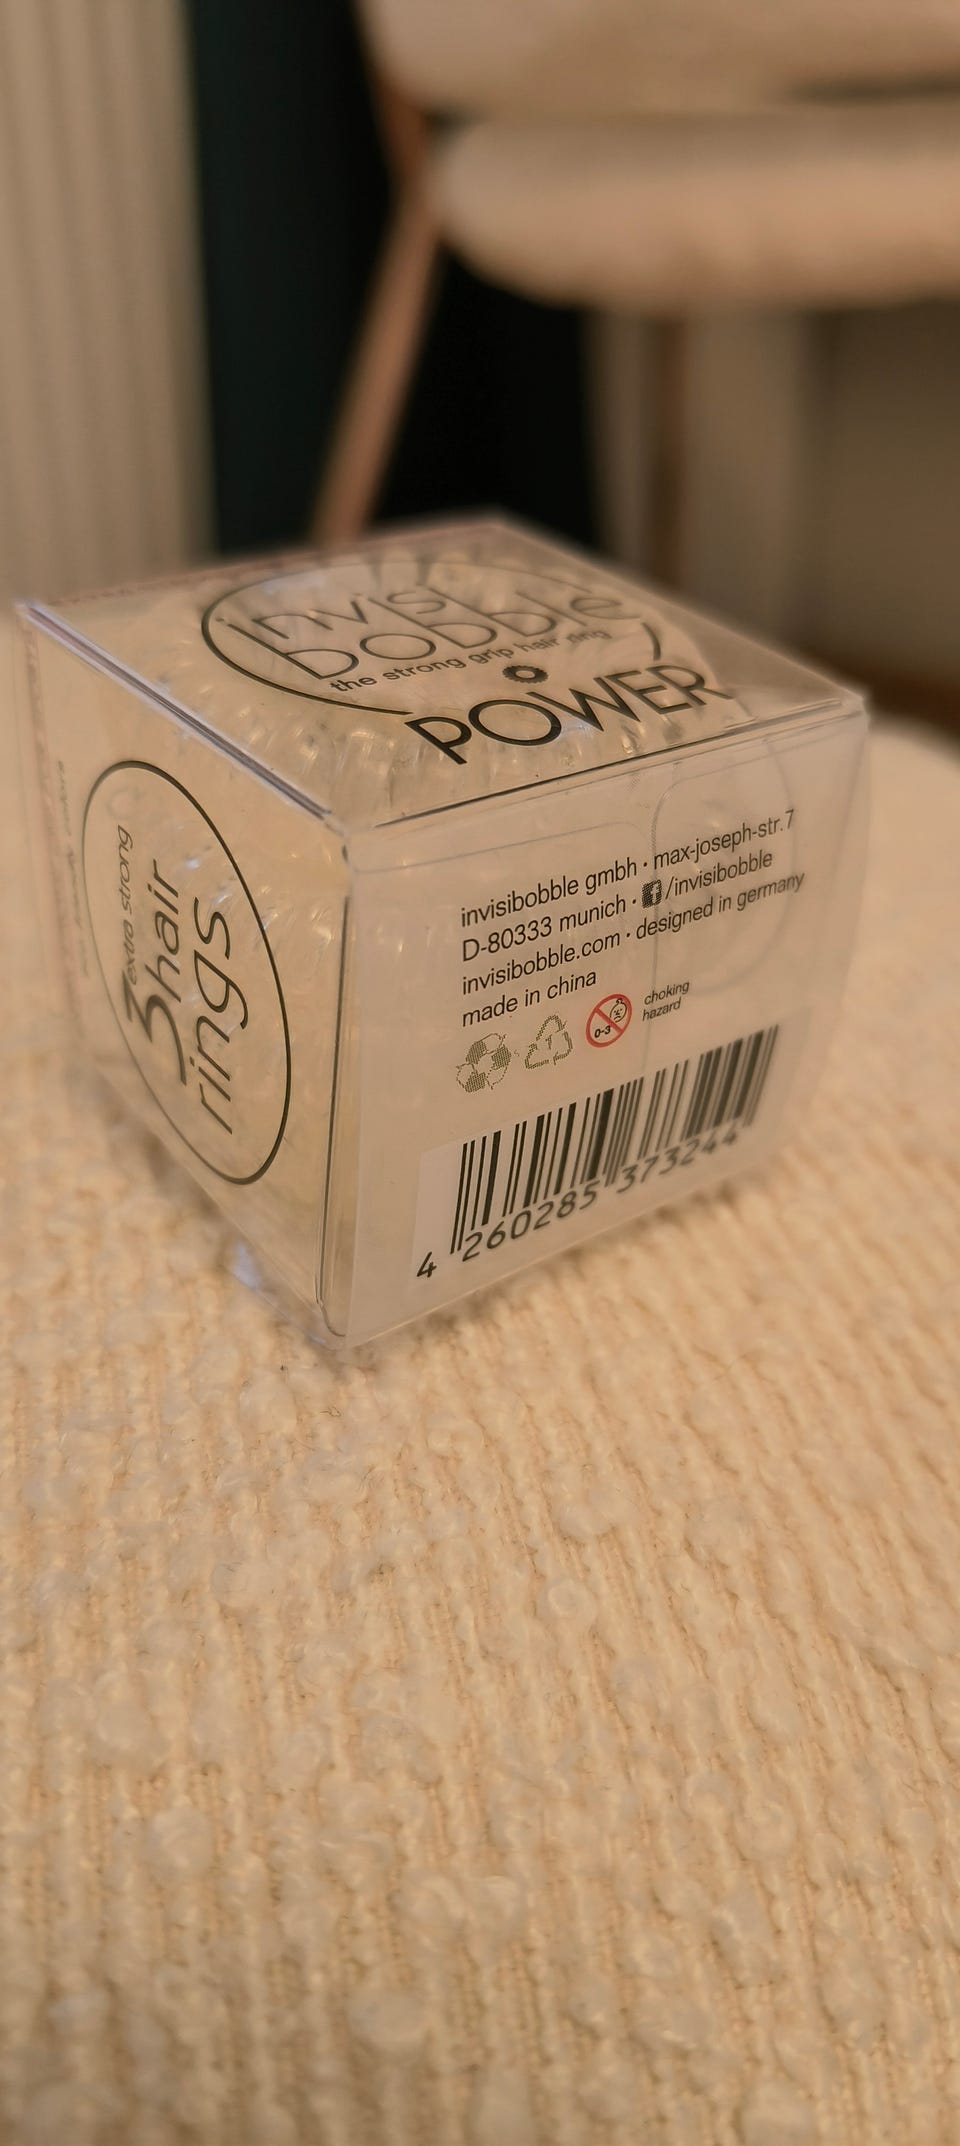 invisi
bobble
the strong grip hair ring
POWER
3 extra strong
hair
rings
invisibobble gmbh · max-joseph-str.7
D-80333 munich · f/invisibobble
invisibobble.com · designed in germany
made in china
1
0-3
choking
hazard
4 260285 373244